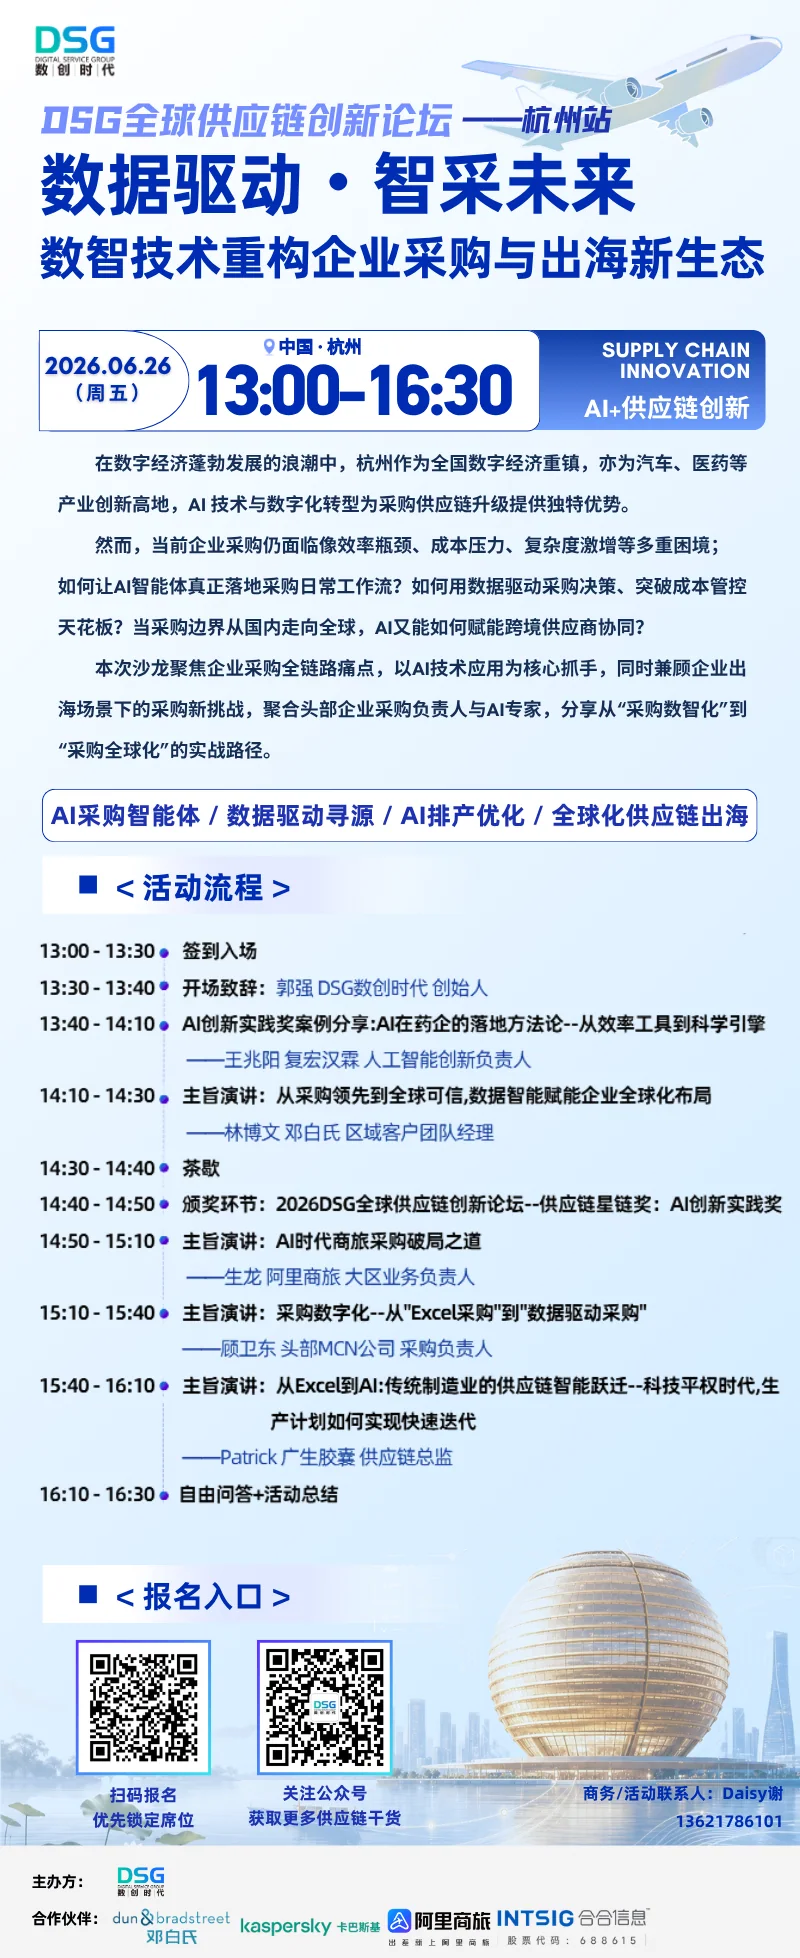 DSG
DIGITAL SERVICE GROUP
数|创|时|代
DSG全球供应链创新论坛 ——杭州站
数据驱动·智采未来
数智技术重构企业采购与出海新生态
2026.06.26
（周五）
中国·杭州
13:00-16:30
SUPPLY CHAIN
INNOVATION
AI+供应链创新
在数字经济蓬勃发展的浪潮中，杭州作为全国数字经济重镇，亦为汽车、医药等
产业创新高地，AI 技术与数字化转型为采购供应链升级提供独特优势。
然而，当前企业采购仍面临像效率瓶颈、成本压力、复杂度激增等多重困境；
如何让AI智能体真正落地采购日常工作流？如何用数据驱动采购决策、突破成本管控
天花板？当采购边界从国内走向全球，AI又能如何赋能跨境供应商协同？
本次沙龙聚焦企业采购全链路痛点，以AI技术应用为核心抓手，同时兼顾企业出
海场景下的采购新挑战，聚合头部企业采购负责人与AI专家，分享从“采购数智化”到
“采购全球化”的实战路径。
AI采购智能体 / 数据驱动寻源 / AI排产优化 / 全球化供应链出海
< 活动流程 >
13:00 - 13:30 签到入场
13:30 - 13:40 开场致辞：郭强 DSG数创时代 创始人
13:40 - 14:10 AI创新实践奖案例分享:AI在药企的落地方法论--从效率工具到科学引擎
——王兆阳 复宏汉霖 人工智能创新负责人
14:10 - 14:30 主旨演讲：从采购领先到全球可信,数据智能赋能企业全球化布局
——林博文 邓白氏 区域客户团队经理
14:30 - 14:40 茶歇
14:40 - 14:50 颁奖环节：2026DSG全球供应链创新论坛--供应链星链奖：AI创新实践奖
14:50 - 15:10 主旨演讲：AI时代商旅采购破局之道
——生龙 阿里商旅 大区业务负责人
15:10 - 15:40 主旨演讲：采购数字化--从"Excel采购"到"数据驱动采购"
——顾卫东 头部MCN公司 采购负责人
15:40 - 16:10 主旨演讲：从Excel到AI:传统制造业的供应链智能跃迁--科技平权时代,生
产计划如何实现快速迭代
——Patrick 广生胶囊 供应链总监
16:10 - 16:30 自由问答+活动总结
< 报名入口 >
DSG
数创时代
扫码报名
优先锁定席位
关注公众号
获取更多供应链干货
商务/活动联系人：Daisy谢
13621786101
主办方：
DSG
DIGITAL SERVICE GROUP
数|创|时|代
合作伙伴：
dun & bradstreet
邓白氏
kaspersky 卡巴斯基
阿里商旅
出差就上阿里商旅
INTSIG 合合信息
股票代码：688615